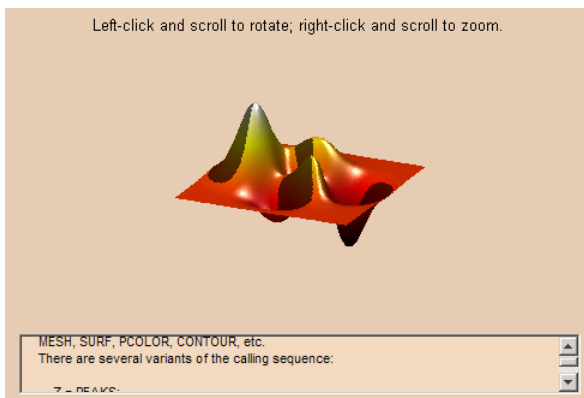 Left-click and scroll to rotate; right-click and scroll to zoom.
MESH, SURF, PCOLOR, CONTOUR, etc.
There are several variants of the calling sequence:
Z = PEAKS;